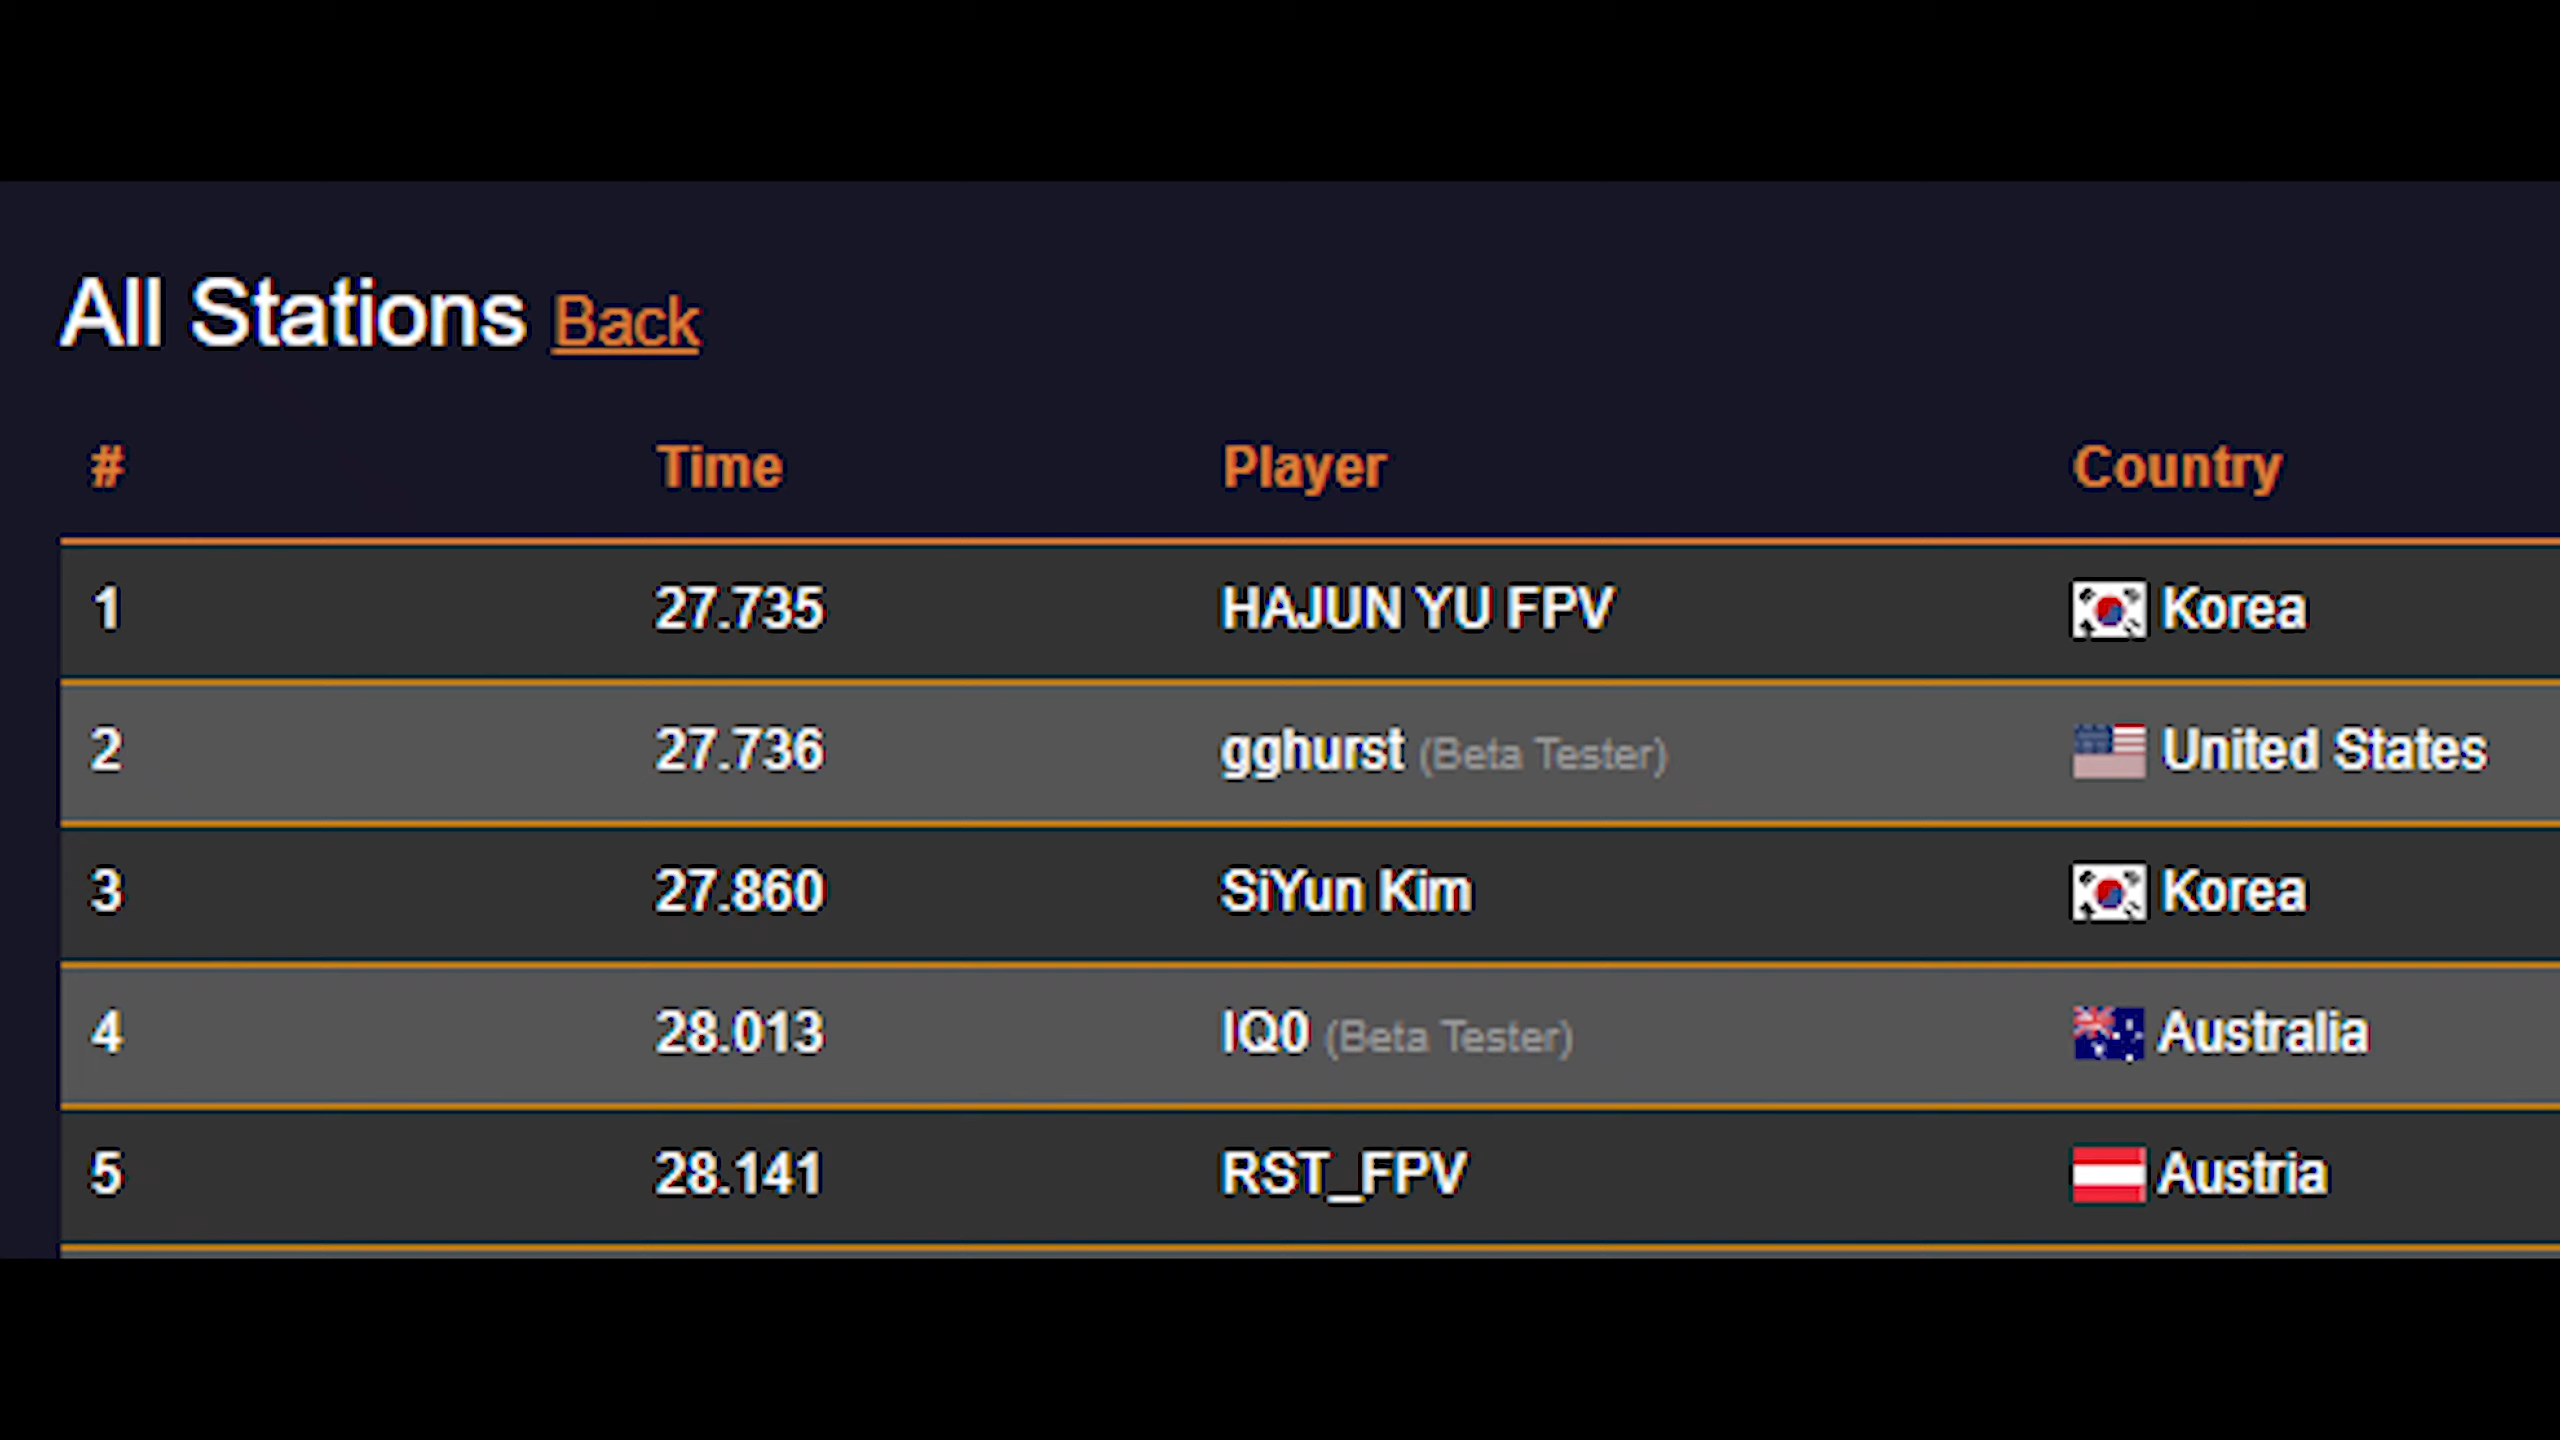 All Stations Back
# Time Player Country
1 27.735 HAJUN YU FPV Korea
2 27.736 gghurst (Beta Tester) United States
3 27.860 SiYun Kim Korea
4 28.013 IQ0 (Beta Tester) Australia
5 28.141 RST_FPV Austria